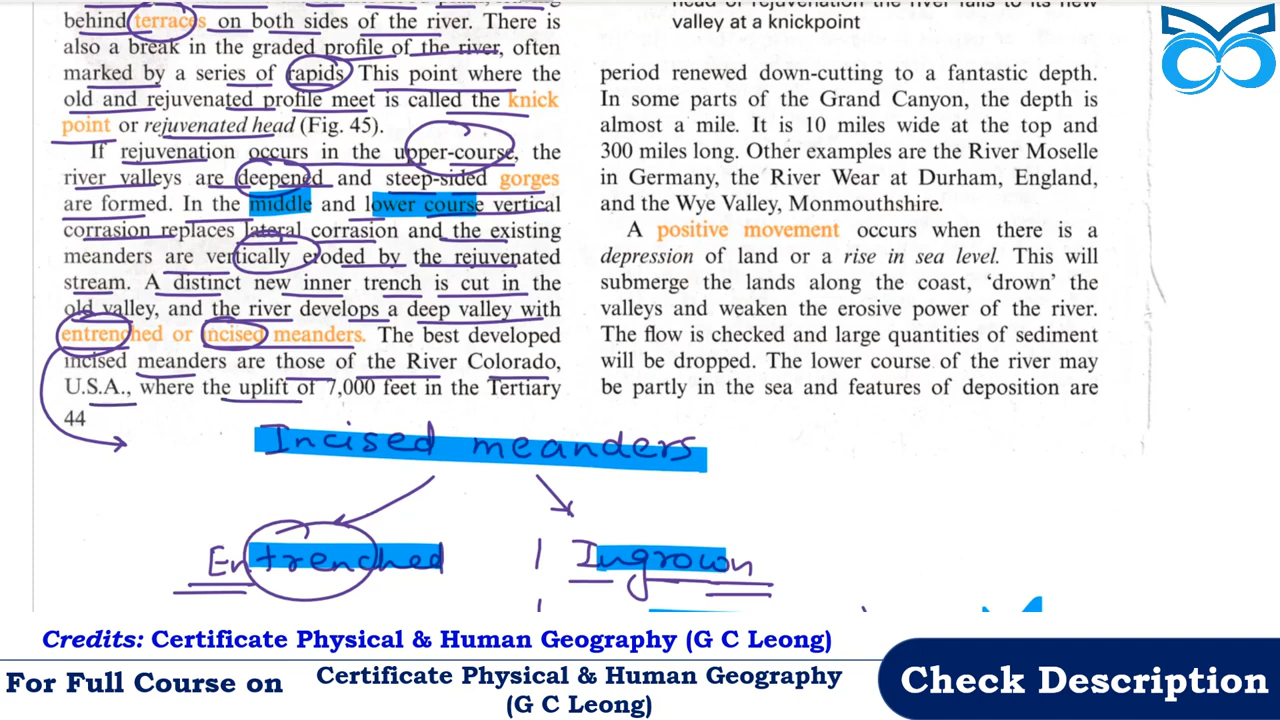 behind terraces on both sides of the river. There is
also a break in the graded profile of the river, often
marked by a series of rapids. This point where the
old and rejuvenated profile meet is called the knick
point or rejuvenated head (Fig. 45).
If rejuvenation occurs in the upper-course, the
river valleys are deepened and steep-sided gorges
are formed. In the middle and lower course vertical
corrasion replaces lateral corrasion and the existing
meanders are vertically eroded by the rejuvenated
stream. A distinct new inner trench is cut in the
old valley, and the river develops a deep valley with
entrenched or incised meanders. The best developed
incised meanders are those of the River Colorado,
U.S.A., where the uplift of 7,000 feet in the Tertiary
44
valley at a knickpoint
period renewed down-cutting to a fantastic depth.
In some parts of the Grand Canyon, the depth is
almost a mile. It is 10 miles wide at the top and
300 miles long. Other examples are the River Moselle
in Germany, the River Wear at Durham, England,
and the Wye Valley, Monmouthshire.
A positive movement occurs when there is a
depression of land or a rise in sea level. This will
submerge the lands along the coast, ‘drown’ the
valleys and weaken the erosive power of the river.
The flow is checked and large quantities of sediment
will be dropped. The lower course of the river may
be partly in the sea and features of deposition are
Incised meanders
Entrenched
Ingrown
Credits: Certificate Physical & Human Geography (G C Leong)
For Full Course on
Certificate Physical & Human Geography
(G C Leong)
Check Description